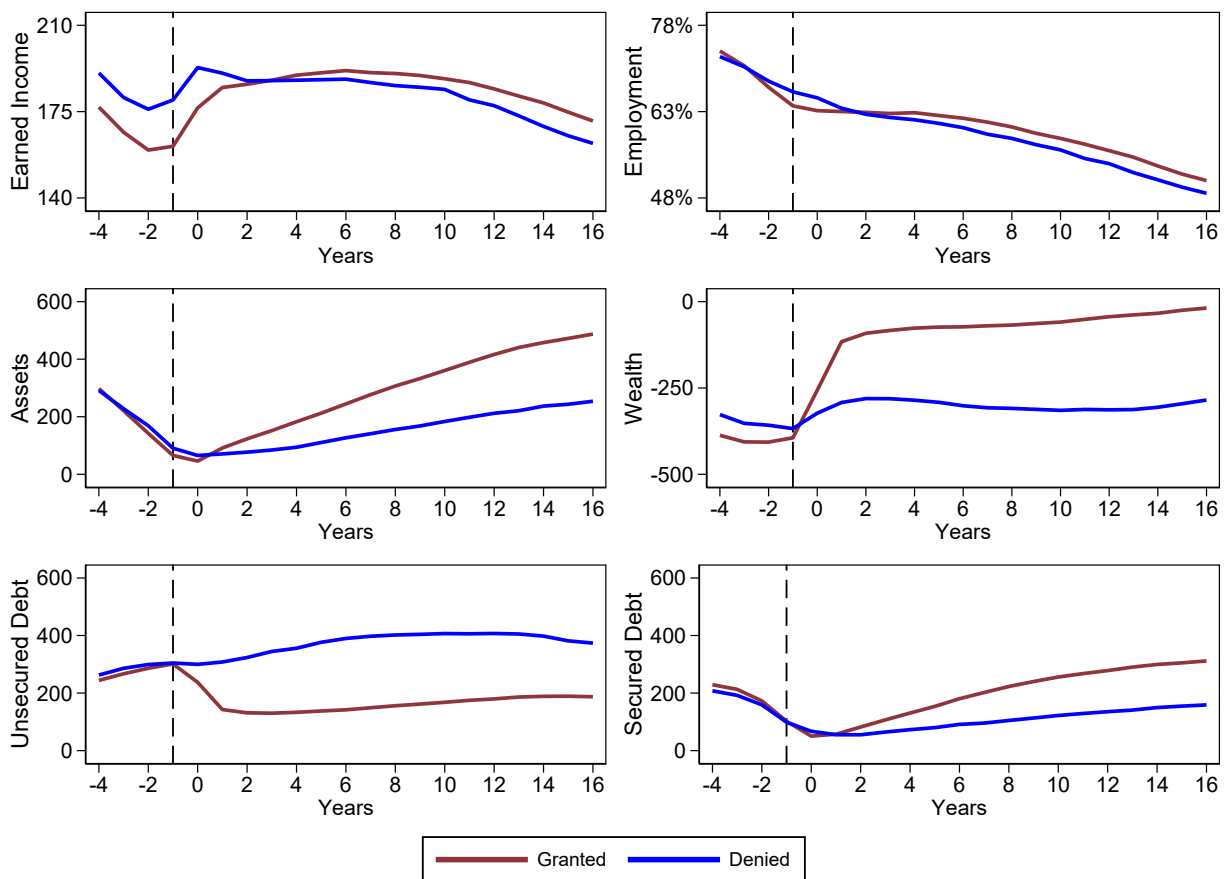 Earned Income
210
175
140
-4 -2 0 2 4 6 8 10 12 14 16
Years
Employment
78%
63%
48%
-4 -2 0 2 4 6 8 10 12 14 16
Years
Assets
600
400
200
0
-4 -2 0 2 4 6 8 10 12 14 16
Years
Wealth
0
-250
-500
-4 -2 0 2 4 6 8 10 12 14 16
Years
Unsecured Debt
600
400
200
0
-4 -2 0 2 4 6 8 10 12 14 16
Years
Secured Debt
600
400
200
0
-4 -2 0 2 4 6 8 10 12 14 16
Years
Granted Denied